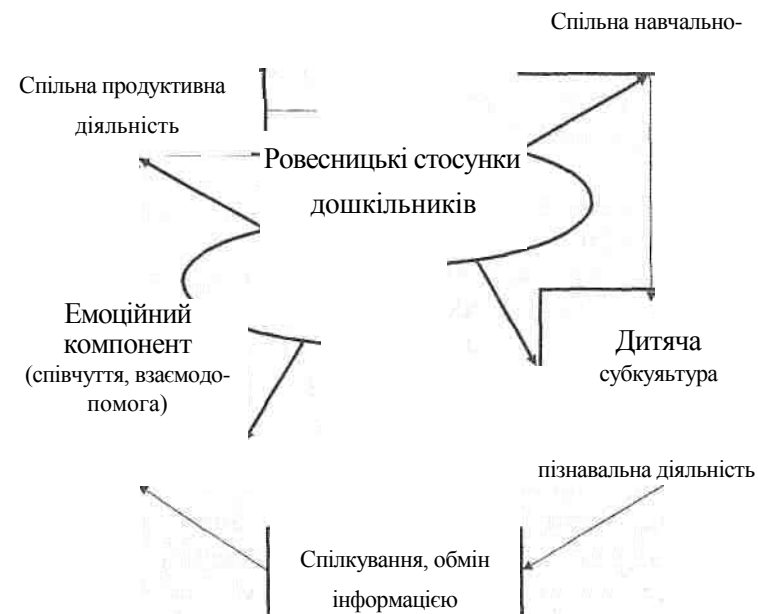 Спільна навчально-
Спільна продуктивна
діяльність
Ровесницькі стосунки
дошкільників
Емоційний
компонент
(співчуття, взаємодо-
помога)
Дитяча
субкуяьтура
пізнавальна діяльність
Спілкування, обмін
інформацією